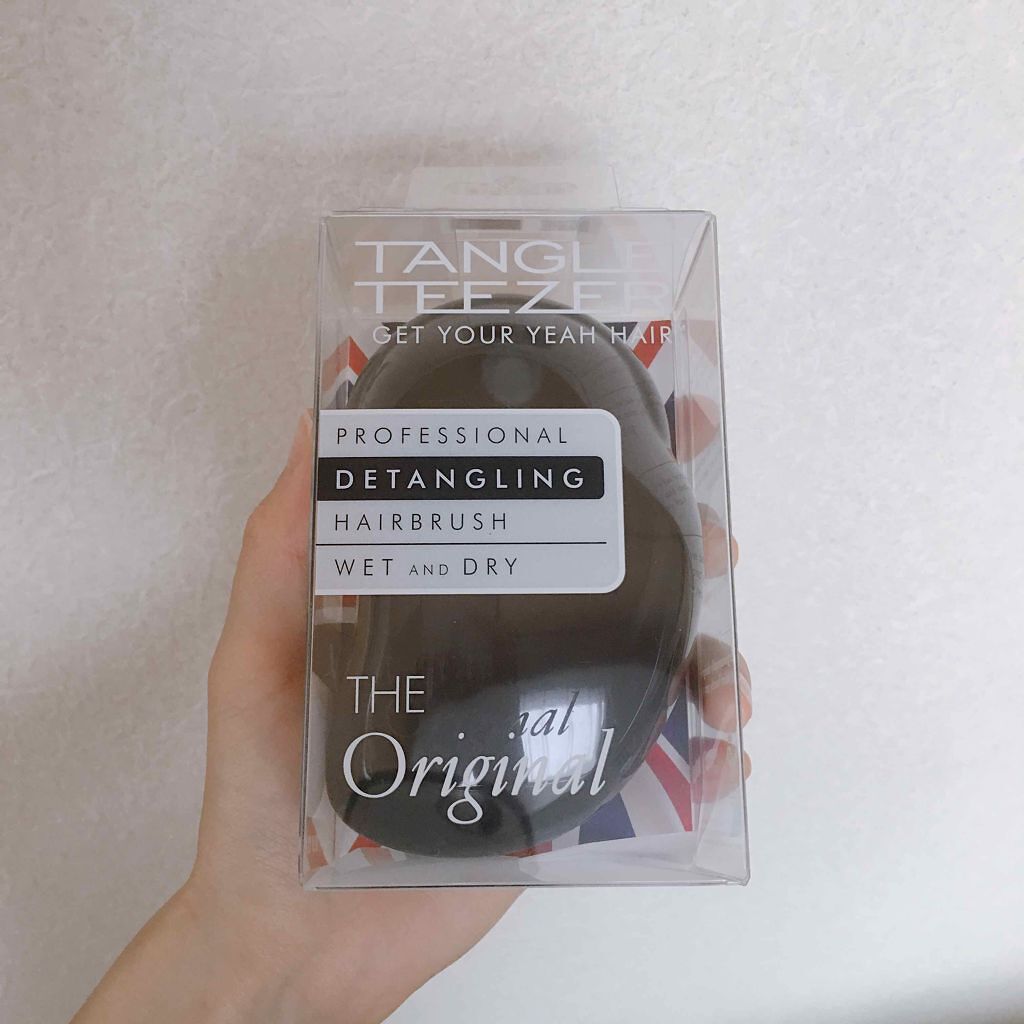 TANGLE
TEEZER
GET YOUR YEAH HAIR
PROFESSIONAL
DETANGLING
HAIRBRUSH
WET AND DRY
THE
Original